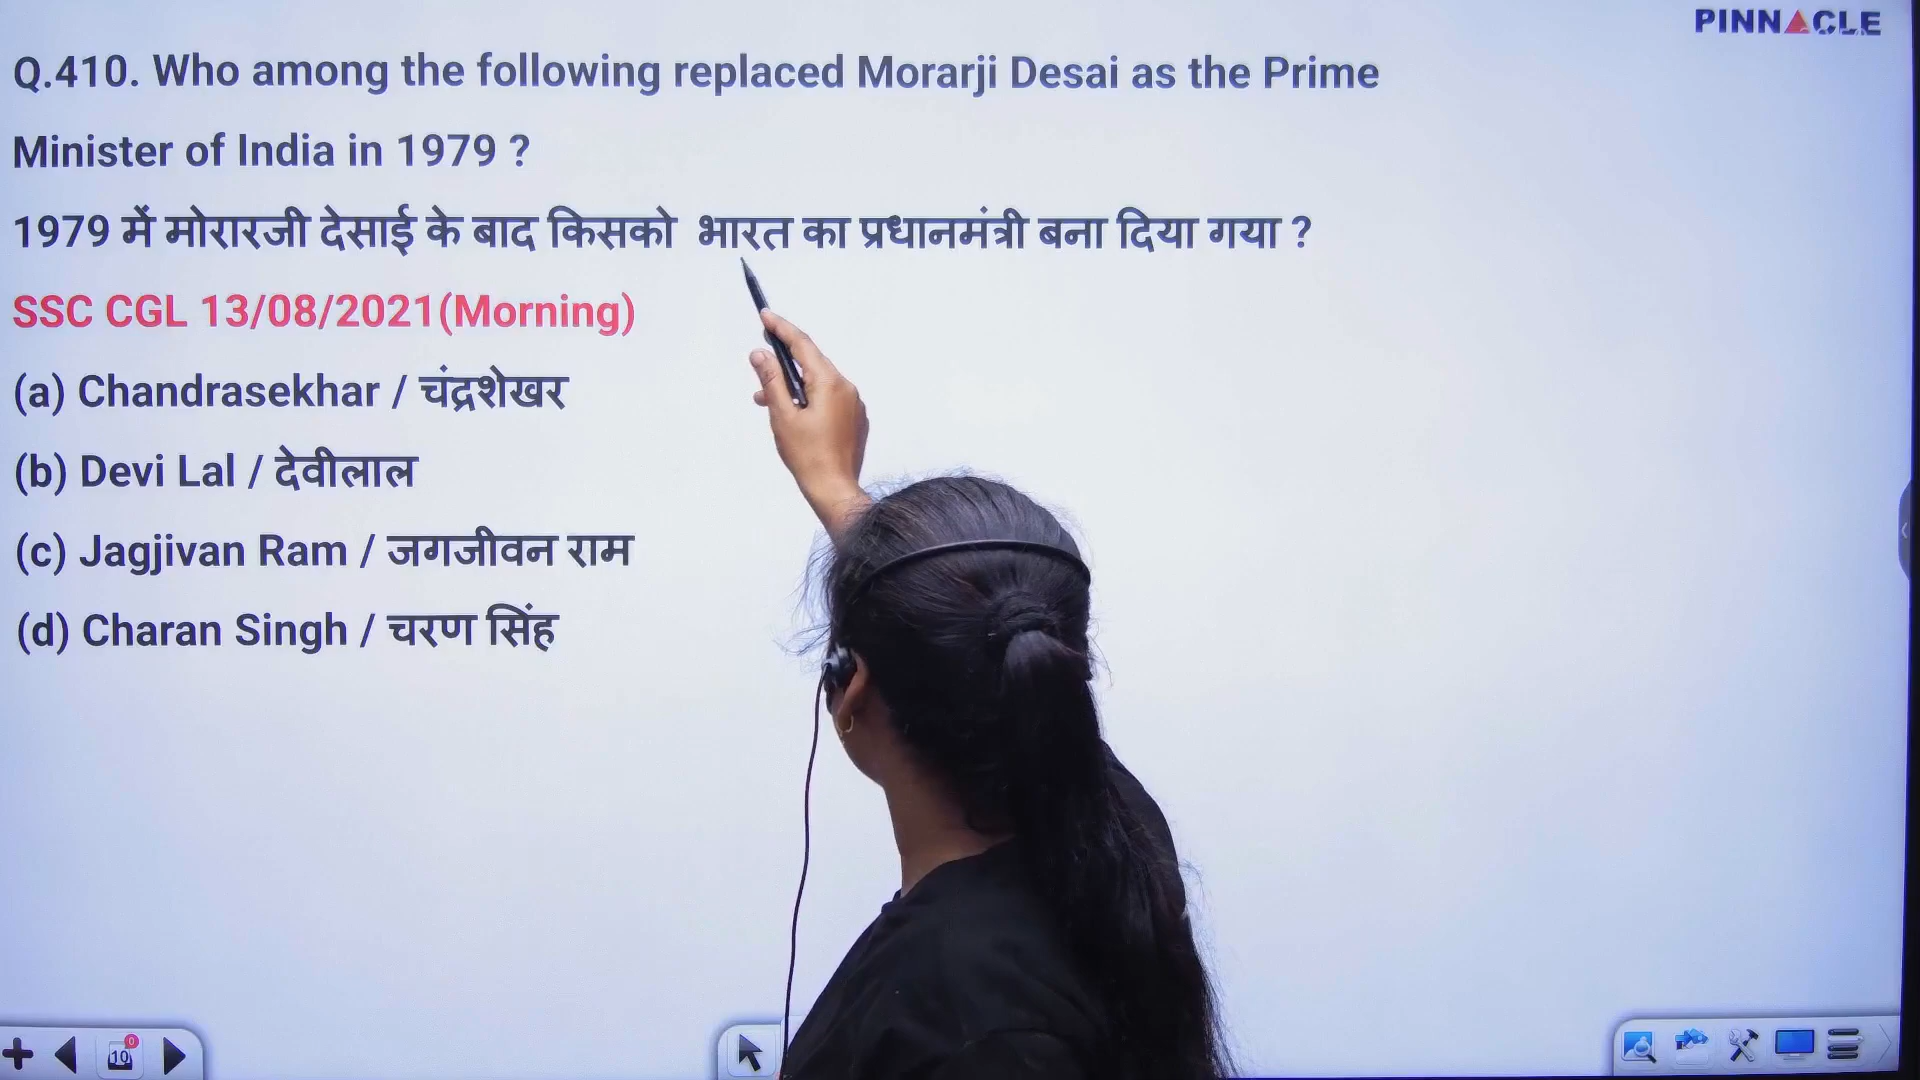 PINNACLE
Q.410. Who among the following replaced Morarji Desai as the Prime
Minister of India in 1979 ?
1979 में मोरारजी देसाई के बाद किसको भारत का प्रधानमंत्री बना दिया गया ?
SSC CGL 13/08/2021(Morning)
(a) Chandrasekhar / चंद्रशेखर
(b) Devi Lal / देवीलाल
(c) Jagjivan Ram / जगजीवन राम
(d) Charan Singh / चरण सिंह
0
10